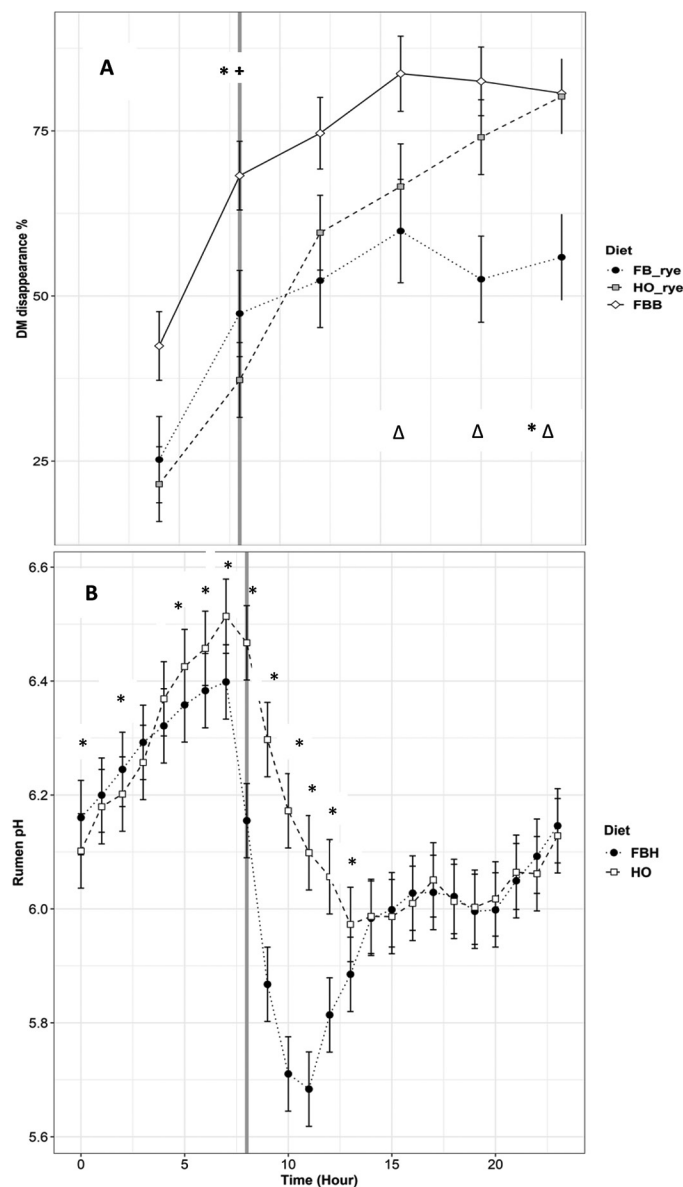 A
* +
75
50
25
DM disappearance %
Δ Δ * Δ
Diet
FB_rye
HO_rye
FBB
B
* * * * * * * * * * * *
6.6
6.4
6.2
6.0
5.8
5.6
Rumen pH
0 5 10 15 20
Time (Hour)
Diet
FBH
HO